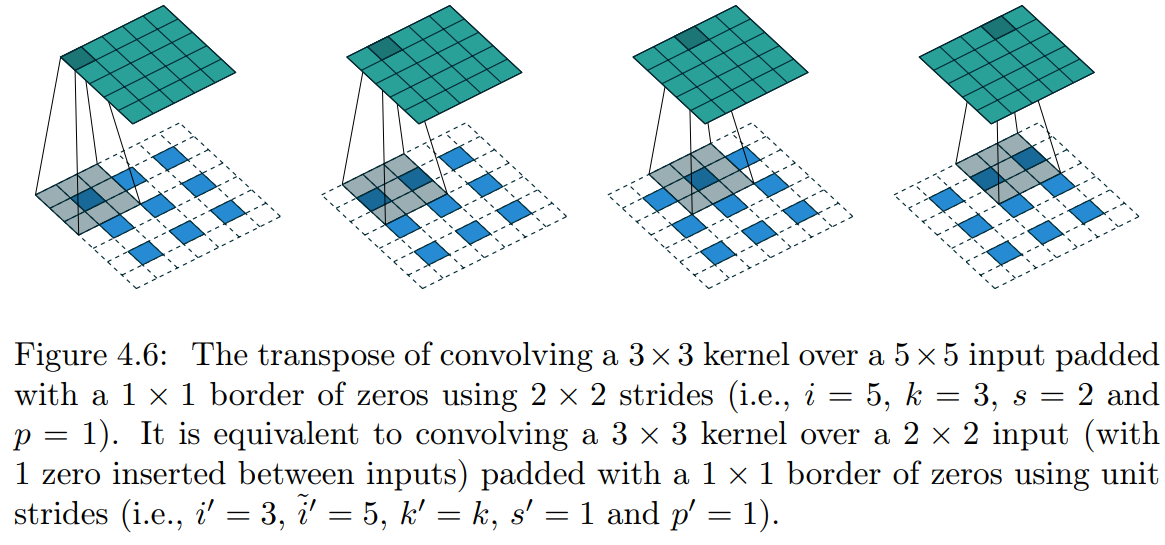 Figure 4.6: The transpose of convolving a 3 × 3 kernel over a 5 × 5 input padded
with a 1 × 1 border of zeros using 2 × 2 strides (i.e., i = 5, k = 3, s = 2 and
p = 1). It is equivalent to convolving a 3 × 3 kernel over a 2 × 2 input (with
1 zero inserted between inputs) padded with a 1 × 1 border of zeros using unit
strides (i.e., i′ = 3, ĩ′ = 5, k′ = k, s′ = 1 and p′ = 1).